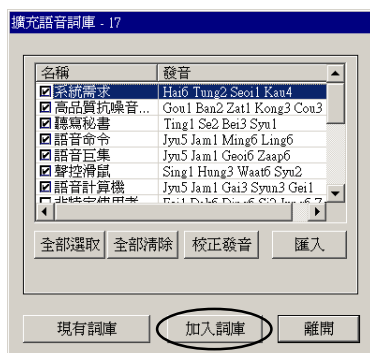 擴充語音詞庫 - 17
名稱 發音
系統需求 Hai6 Tung2 Seoi1 Kau4
高品質抗噪音... Gou1 Ban2 Zat1 Kong3 Cou3
聽寫秘書 Ting1 Se2 Bei3 Syu1
語音命令 Jyu5 Jam1 Ming6 Ling6
語音巨集 Jyu5 Jam1 Geoi6 Zaap6
聲控滑鼠 Sing1 Hung3 Waat6 Syu2
語音計算機 Jyu5 Jam1 Gai3 Syun3 Gei1
全部選取 全部清除 校正發音 匯入
現有詞庫 加入詞庫 離開